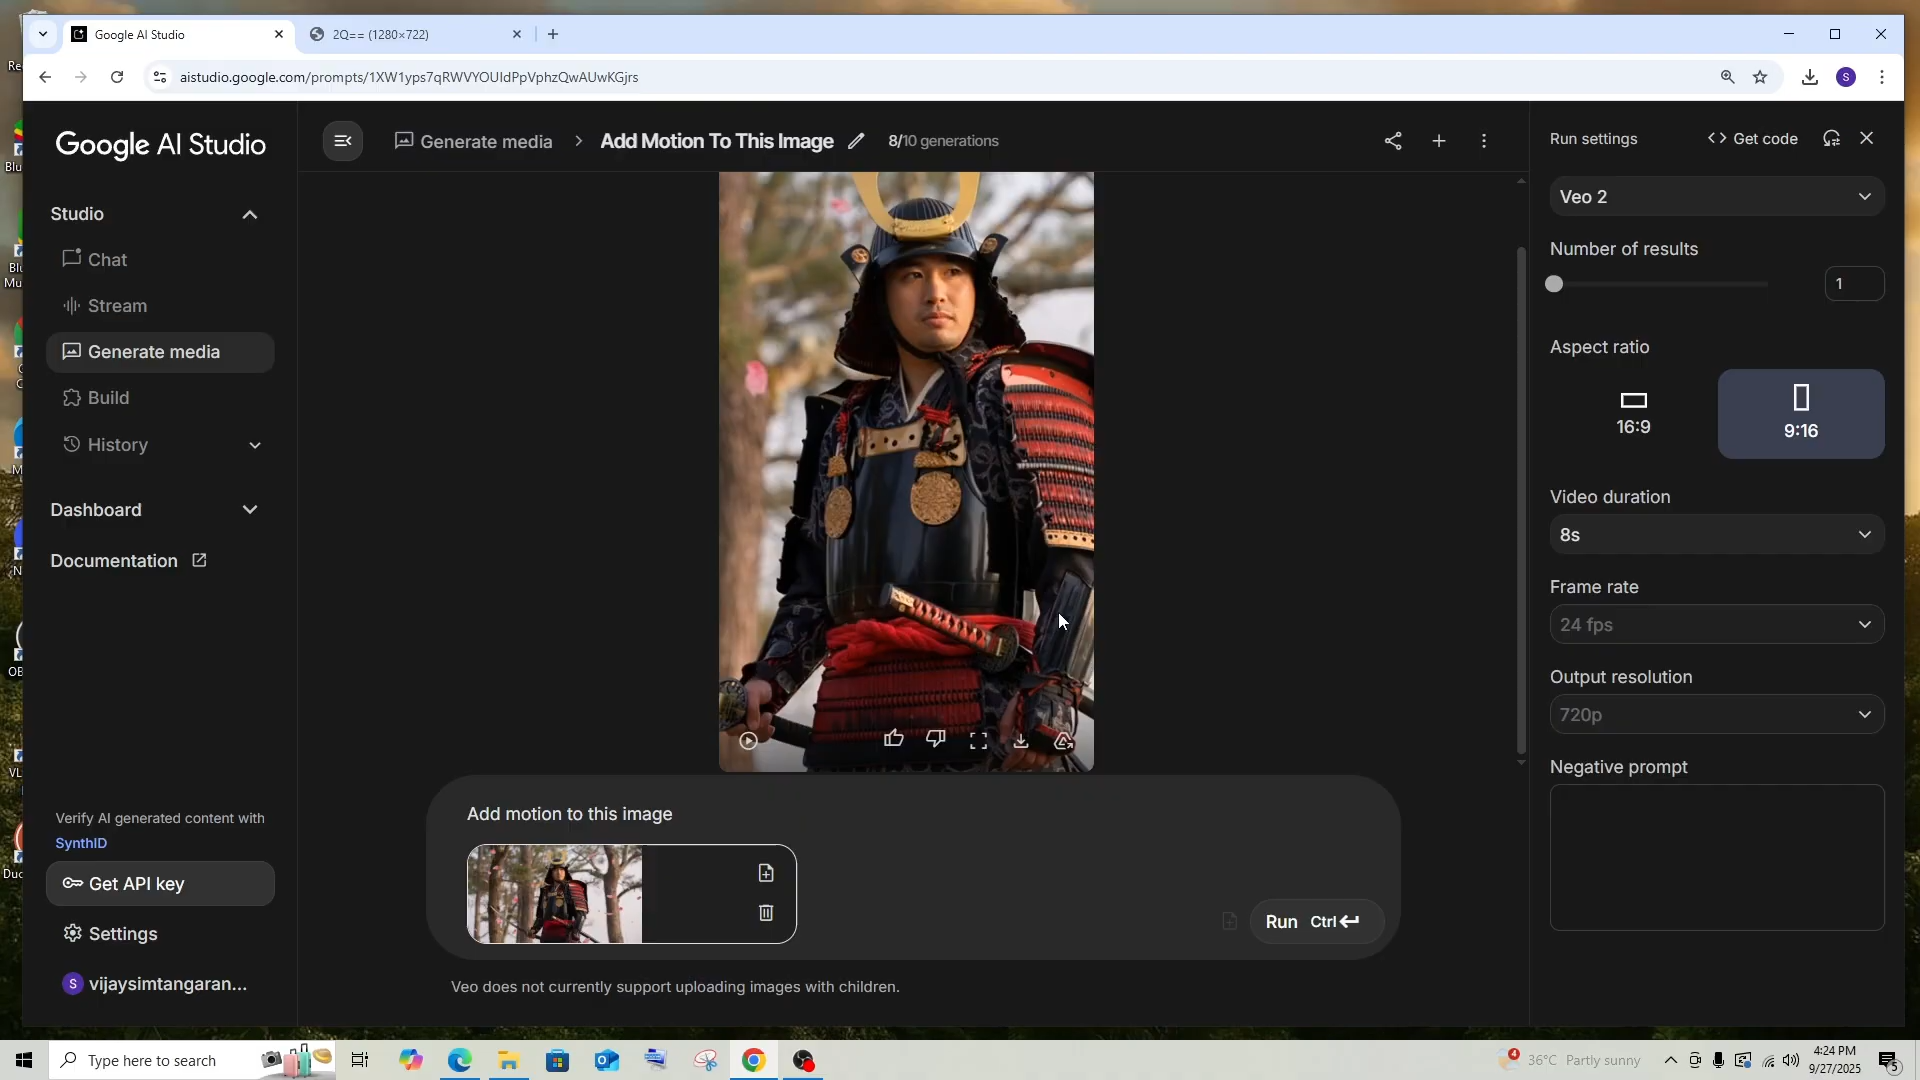 Google AI Studio
2Q== (1280×722)
aistudio.google.com/prompts/1XW1yps7qRWVYOUIdPpVphzQwAUwKGjrs
S
Google AI Studio
Generate media
Add Motion To This Image
8/10 generations
Run settings
Get code
Studio
Chat
Stream
Generate media
Build
History
Dashboard
Documentation
Verify AI generated content with
SynthID
Get API key
Settings
S vijaysimtangaran...
Veo 2
Number of results
1
Aspect ratio
16:9
9:16
Video duration
8s
Frame rate
24 fps
Output resolution
720p
Negative prompt
Add motion to this image
Run Ctrl
Veo does not currently support uploading images with children.
Type here to search
4
36°C Partly sunny
4:24 PM
9/27/2025
5